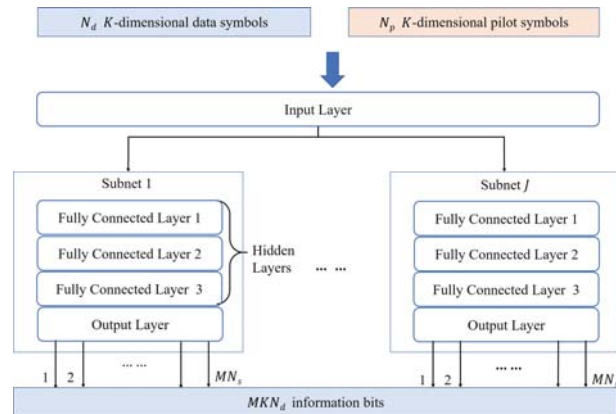 N_d K-dimensional data symbols
N_p K-dimensional pilot symbols
Input Layer
Subnet 1
Subnet J
Fully Connected Layer 1
Fully Connected Layer 2
Fully Connected Layer 3
Output Layer
Hidden
Layers
... ...
Fully Connected Layer 1
Fully Connected Layer 2
Fully Connected Layer 3
Output Layer
1 2 ... ... MN_s
1 2 ... ... MN
MKN_d information bits